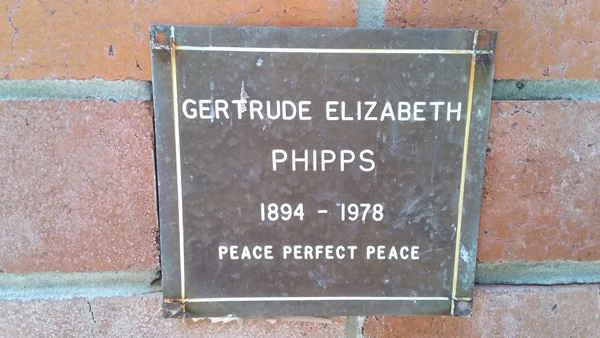 GERTRUDE ELIZABETH
PHIPPS
1894 - 1978
PEACE PERFECT PEACE